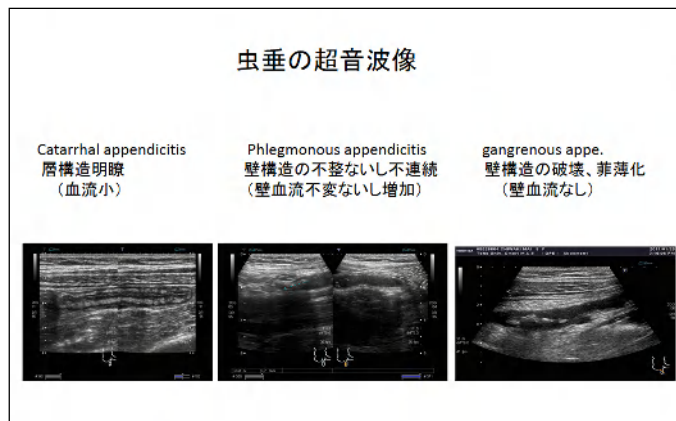 虫垂の超音波像
Catarrhal appendicitis
層構造明瞭
(血流小)
Phlegmonous appendicitis
壁構造の不整ないし不連続
(壁血流不変ないし増加)
gangrenous appe.
壁構造の破壊、菲薄化
(壁血流なし)